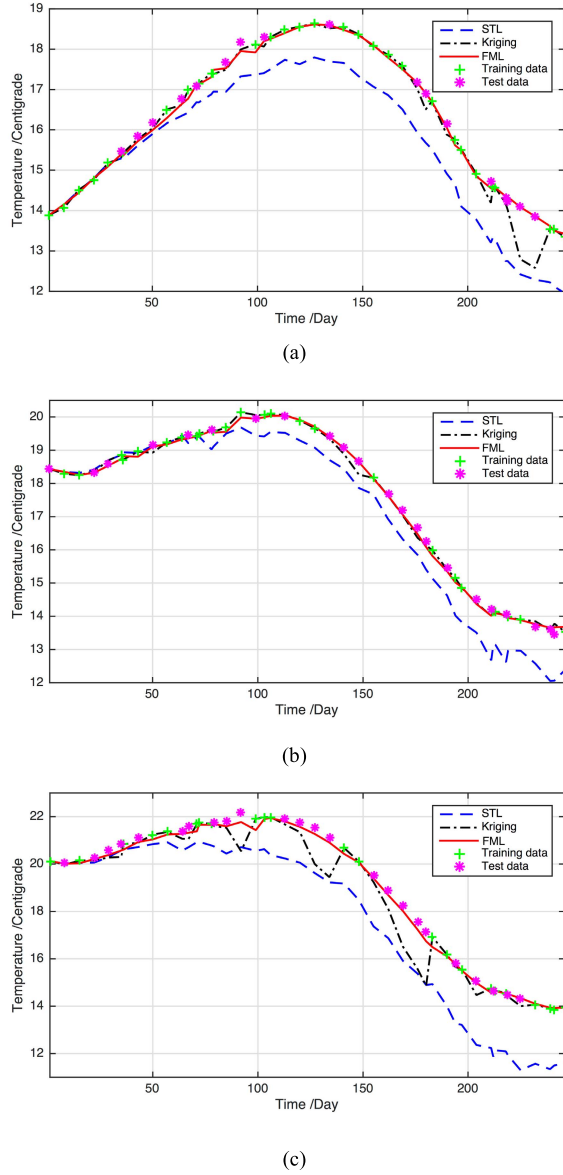 19
18
17
16
15
14
13
12
Temperature /Centigrade
50
100
150
200
Time /Day
STL
Kriging
FML
Training data
Test data
(a)
20
19
18
17
16
15
14
13
12
Temperature /Centigrade
50
100
150
200
Time /Day
STL
Kriging
FML
Training data
Test data
(b)
22
20
18
16
14
12
Temperature /Centigrade
50
100
150
200
Time /Day
STL
Kriging
FML
Training data
Test data
(c)